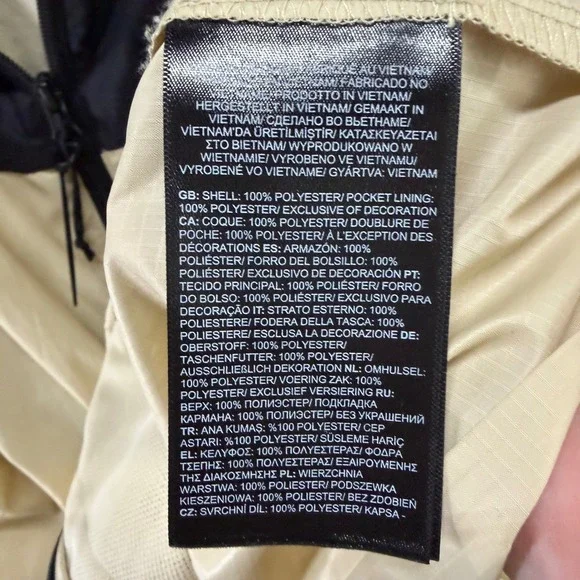 AU VIETNAM/
FABRICADO NO
PRODOTTO IN VIETNAM/
HERGESTELLT IN VIETNAM/ GEMAAKT IN
VIETNAM/ СДЕЛАНО ВО ВЬЕТНАМЕ/
VİETNAM'DA ÜRETİLMİŞTİR/ ΚΑΤΑΣΚΕΥΑΖΕΤΑΙ
ΣΤΟ ΒΙΕΤΝΑΜ/ WYPRODUKOWANO W
WIETNAMIE/ VYROBENO VE VIETNAMU/
VYROBENÉ VO VIETNAME/ GYÁRTVA: VIETNAM
GB: SHELL: 100% POLYESTER/ POCKET LINING:
100% POLYESTER/ EXCLUSIVE OF DECORATION
CA: COQUE: 100% POLYESTER/ DOUBLURE DE
POCHE: 100% POLYESTER/ À L'EXCEPTION DES
DÉCORATIONS ES: ARMAZÓN: 100%
POLIÉSTER/ FORRO DEL BOLSILLO: 100%
POLIÉSTER/ EXCLUSIVO DE DECORACIÓN PT:
TECIDO PRINCIPAL: 100% POLIÉSTER/ FORRO
DO BOLSO: 100% POLIÉSTER/ EXCLUSIVO PARA
DECORAÇÃO IT: STRATO ESTERNO: 100%
POLIESTERE/ FODERA DELLA TASCA: 100%
POLIESTERE/ ESCLUSA LA DECORAZIONE DE:
OBERSTOFF: 100% POLYESTER/
TASCHENFUTTER: 100% POLYESTER/
AUSSCHLIEßLICH DEKORATION NL: OMHULSEL:
100% POLYESTER/ VOERING ZAK: 100%
POLYESTER/ EXCLUSIEF VERSIERING RU:
ВЕРХ: 100% ПОЛИЭСТЕР/ ПОДКЛАДКА
КАРМАНА: 100% ПОЛИЭСТЕР/ БЕЗ УКРАШЕНИЙ
TR: ANA KUMAŞ: %100 POLYESTER/ CEP
ASTARI: %100 POLYESTER/ SÜSLEME HARİÇ
EL: ΚΕΛΥΦΟΣ: 100% ΠΟΛΥΕΣΤΕΡΑΣ/ ΦΟΔΡΑ
ΤΣΕΠΗΣ: 100% ΠΟΛΥΕΣΤΕΡΑΣ/ ΕΞΑΙΡΟΥΜΕΝΗΣ
ΤΗΣ ΔΙΑΚΟΣΜΗΣΗΣ PL: WIERZCHNIA
WARSTWA: 100% POLIESTER/ PODSZEWKA
KIESZENIOWA: 100% POLIESTER/ BEZ ZDOBIEŃ
CZ: SVRCHNÍ DÍL: 100% POLYESTER/ KAPSA -